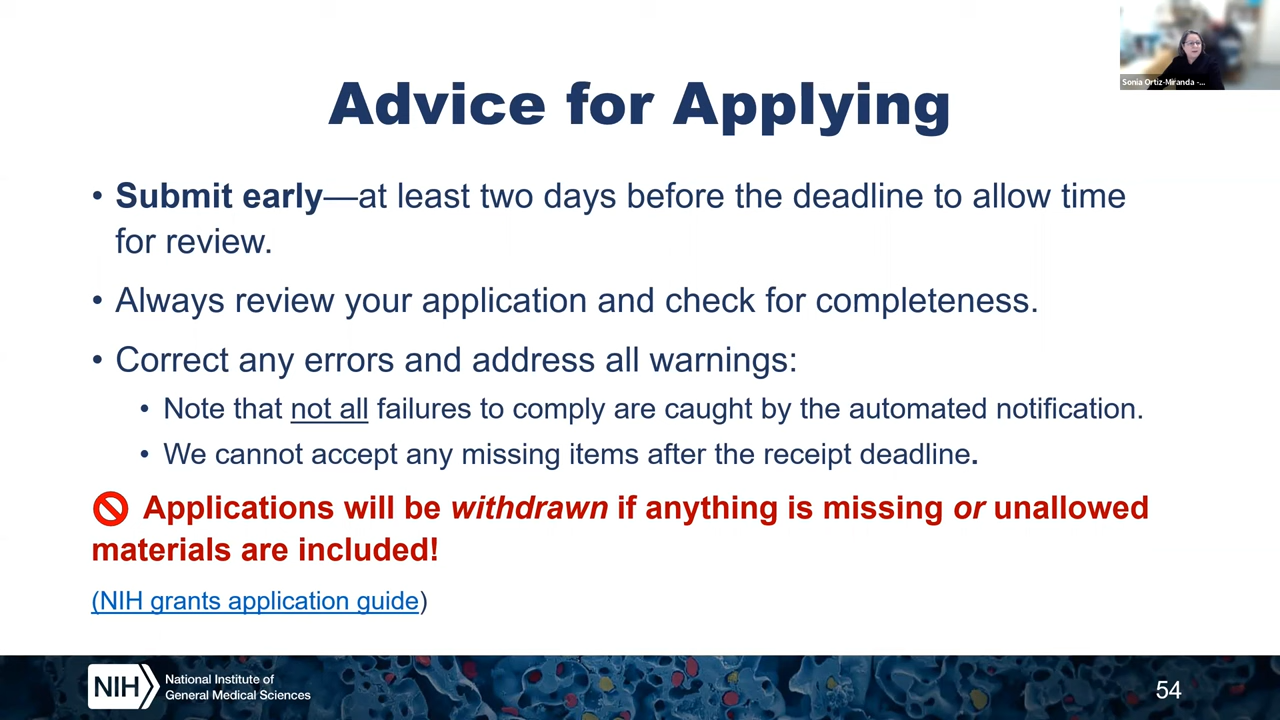 Sonia Ortiz-Miranda -...
Advice for Applying
• Submit early—at least two days before the deadline to allow time
for review.
• Always review your application and check for completeness.
• Correct any errors and address all warnings:
• Note that not all failures to comply are caught by the automated notification.
• We cannot accept any missing items after the receipt deadline.
Applications will be withdrawn if anything is missing or unallowed
materials are included!
(NIH grants application guide)
NIH
National Institute of
General Medical Sciences
54